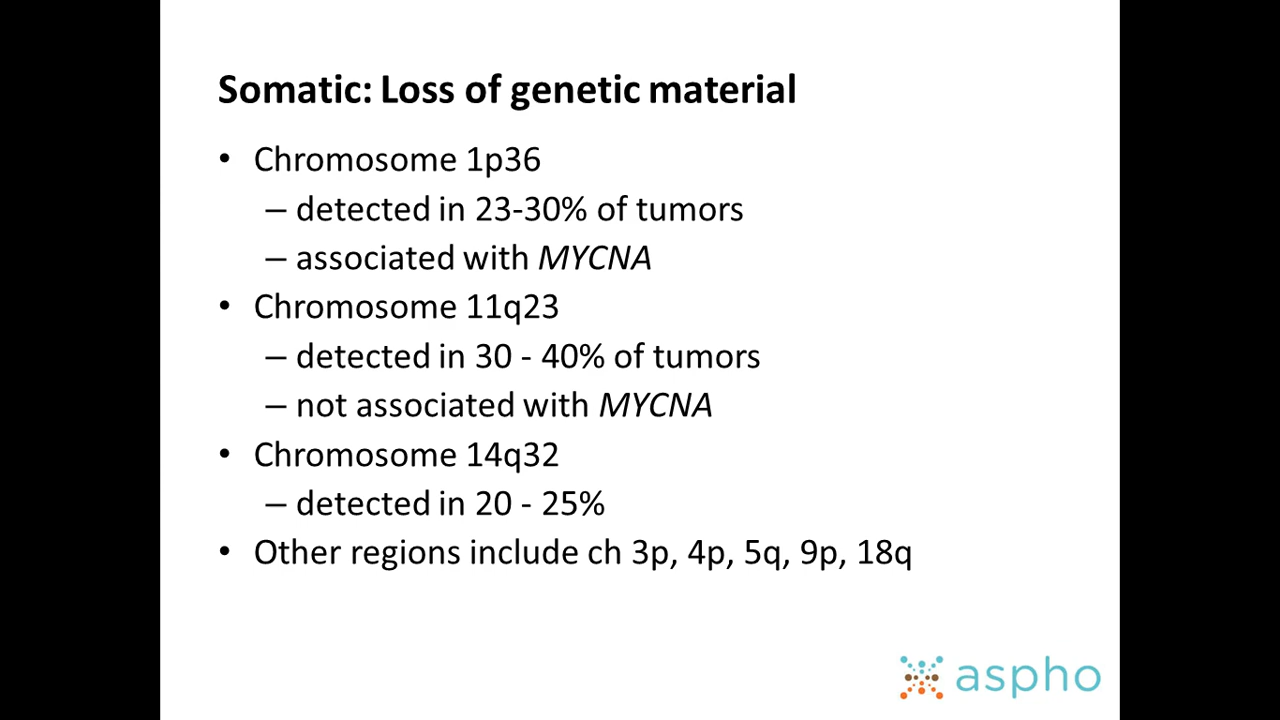 Somatic: Loss of genetic material
• Chromosome 1p36
– detected in 23-30% of tumors
– associated with MYCNA
• Chromosome 11q23
– detected in 30 - 40% of tumors
– not associated with MYCNA
• Chromosome 14q32
– detected in 20 - 25%
• Other regions include ch 3p, 4p, 5q, 9p, 18q
aspho